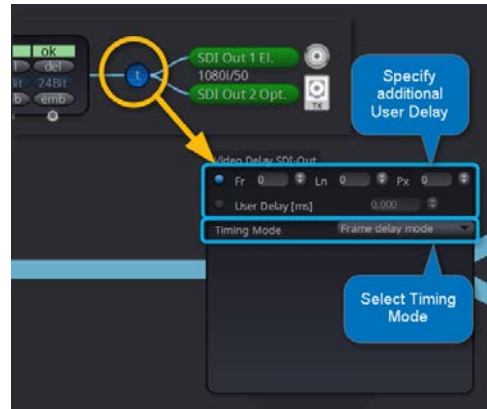 ok
del
24Bit
emb
t
SDI Out 1 El.
1080i/50
SDI Out 2 Opt.
TX
Specify
additional
User Delay
Video Delay SDI-Out
Fr 0 Ln 0 Px 0
User Delay [ms] 0.000
Timing Mode Frame delay mode
Select Timing
Mode